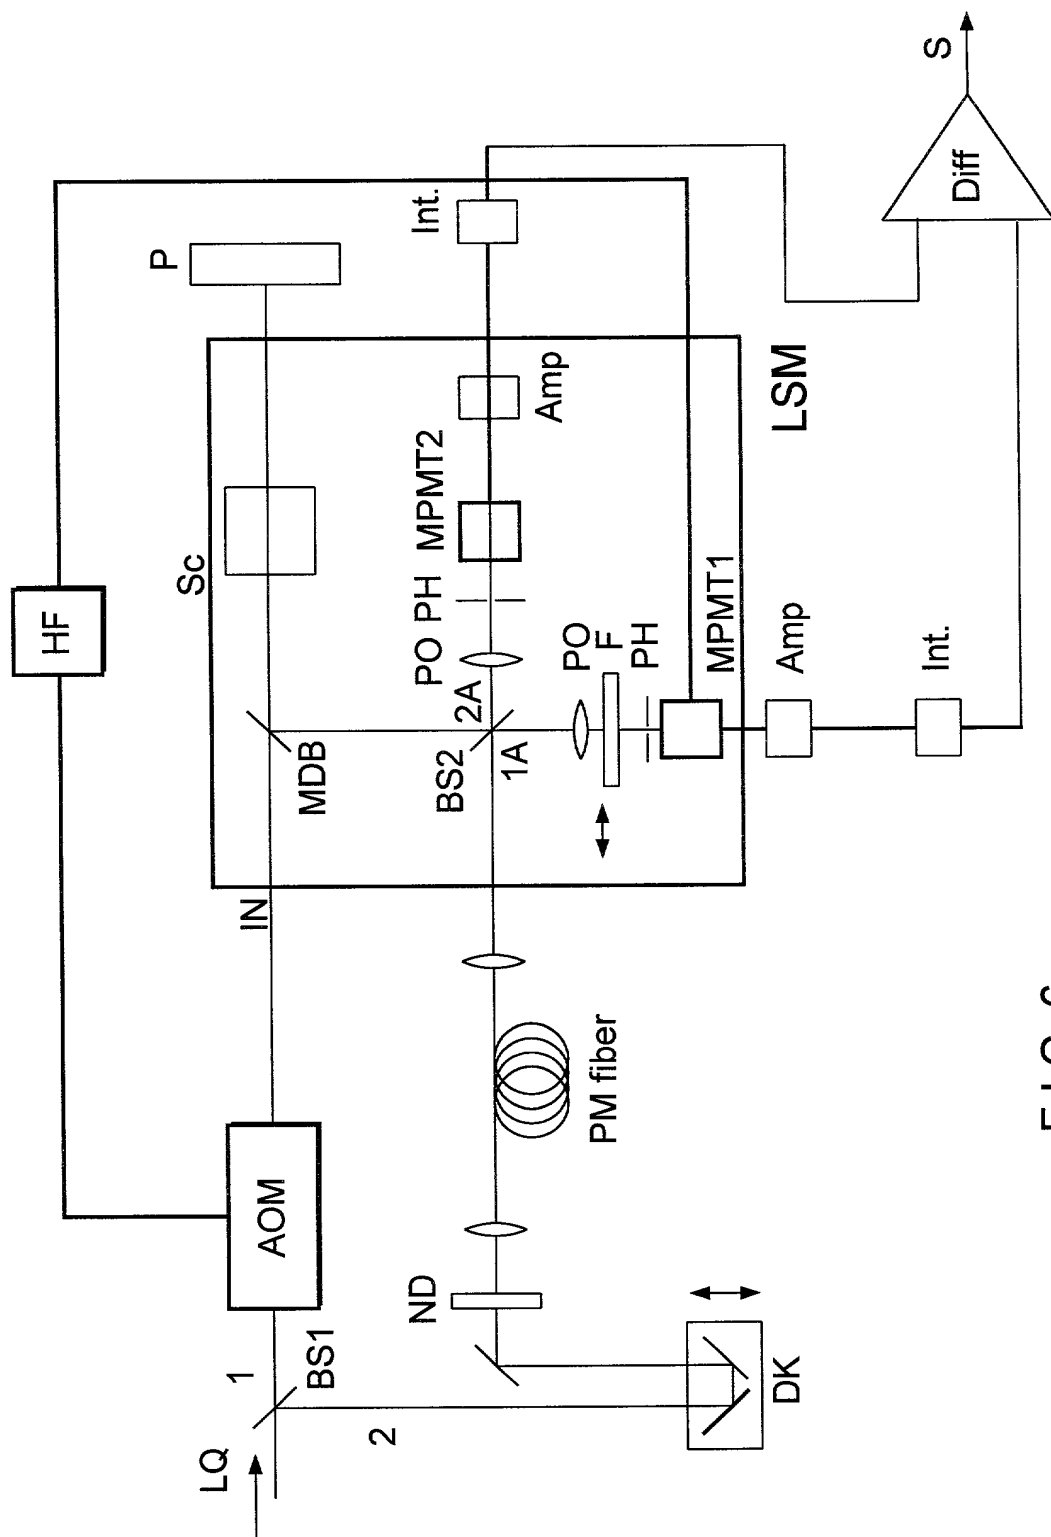 HF
P
Sc
Int.
S
Diff
Amp
LSM
MPMT2
PO PH
2A
MDB
BS2
1A
PO
F
PH
MPMT1
Amp
Int.
IN
AOM
PM fiber
ND
1
BS1
2
LQ
DK